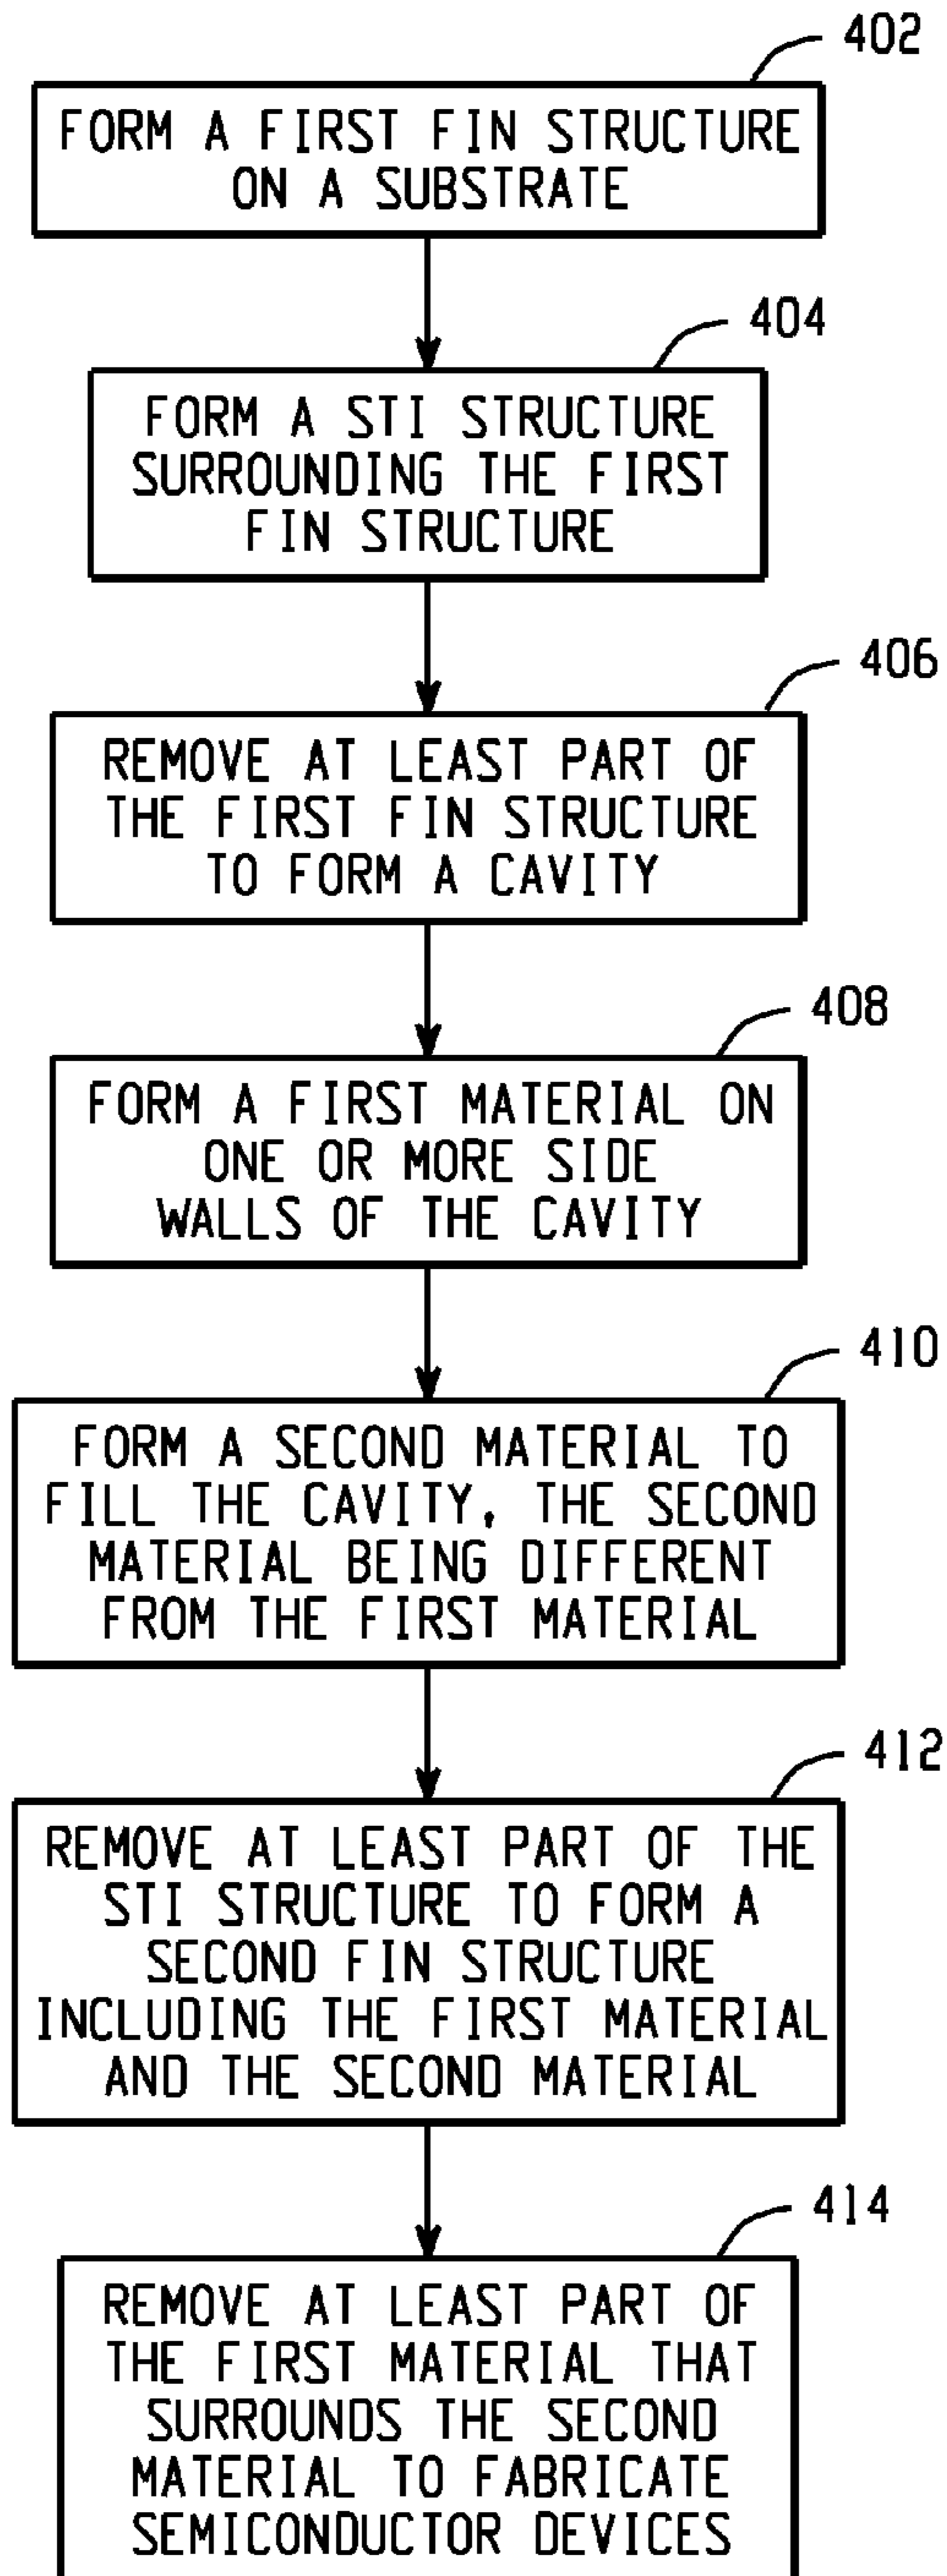 402
FORM A FIRST FIN STRUCTURE
ON A SUBSTRATE
404
FORM A STI STRUCTURE
SURROUNDING THE FIRST
FIN STRUCTURE
406
REMOVE AT LEAST PART OF
THE FIRST FIN STRUCTURE
TO FORM A CAVITY
408
FORM A FIRST MATERIAL ON
ONE OR MORE SIDE
WALLS OF THE CAVITY
410
FORM A SECOND MATERIAL TO
FILL THE CAVITY, THE SECOND
MATERIAL BEING DIFFERENT
FROM THE FIRST MATERIAL
412
REMOVE AT LEAST PART OF THE
STI STRUCTURE TO FORM A
SECOND FIN STRUCTURE
INCLUDING THE FIRST MATERIAL
AND THE SECOND MATERIAL
414
REMOVE AT LEAST PART OF
THE FIRST MATERIAL THAT
SURROUNDS THE SECOND
MATERIAL TO FABRICATE
SEMICONDUCTOR DEVICES